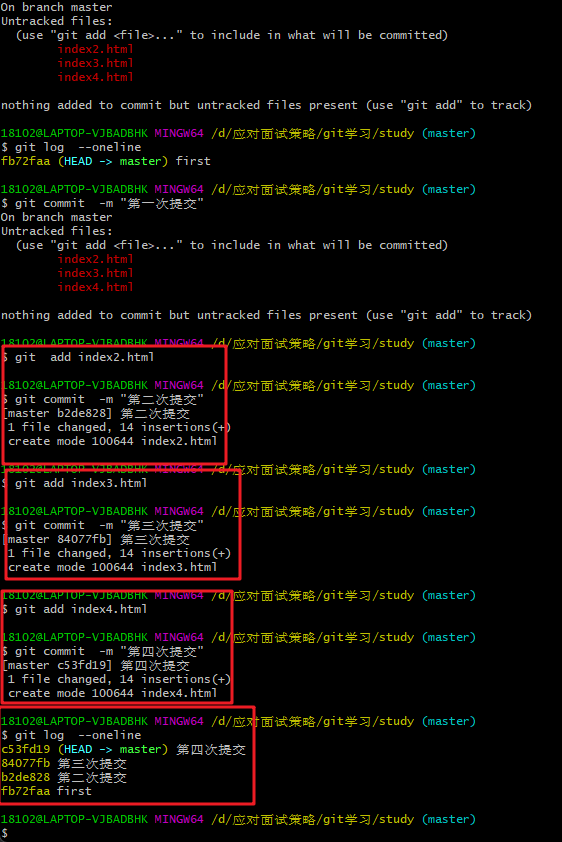 On branch master
Untracked files:
  (use "git add <file>..." to include in what will be committed)
        index2.html
        index3.html
        index4.html

nothing added to commit but untracked files present (use "git add" to track)

18102@LAPTOP-VJBADBHK MINGW64 /d/应对面试策略/git学习/study (master)
$ git log  --oneline
fb72faa (HEAD -> master) first

18102@LAPTOP-VJBADBHK MINGW64 /d/应对面试策略/git学习/study (master)
$ git commit  -m "第一次提交"
On branch master
Untracked files:
  (use "git add <file>..." to include in what will be committed)
        index2.html
        index3.html
        index4.html

nothing added to commit but untracked files present (use "git add" to track)

18102@LAPTOP-VJBADBHK MINGW64 /d/应对面试策略/git学习/study (master)
$ git  add index2.html

18102@LAPTOP-VJBADBHK MINGW64 /d/应对面试策略/git学习/study (master)
$ git commit  -m "第二次提交"
[master b2de828] 第二次提交
 1 file changed, 14 insertions(+)
 create mode 100644 index2.html

18102@LAPTOP-VJBADBHK MINGW64 /d/应对面试策略/git学习/study (master)
$ git add index3.html

18102@LAPTOP-VJBADBHK MINGW64 /d/应对面试策略/git学习/study (master)
$ git commit  -m "第三次提交"
[master 84077fb] 第三次提交
 1 file changed, 14 insertions(+)
 create mode 100644 index3.html

18102@LAPTOP-VJBADBHK MINGW64 /d/应对面试策略/git学习/study (master)
$ git add index4.html

18102@LAPTOP-VJBADBHK MINGW64 /d/应对面试策略/git学习/study (master)
$ git commit  -m "第四次提交"
[master c53fd19] 第四次提交
 1 file changed, 14 insertions(+)
 create mode 100644 index4.html

18102@LAPTOP-VJBADBHK MINGW64 /d/应对面试策略/git学习/study (master)
$ git log  --oneline
c53fd19 (HEAD -> master) 第四次提交
84077fb 第三次提交
b2de828 第二次提交
fb72faa first

18102@LAPTOP-VJBADBHK MINGW64 /d/应对面试策略/git学习/study (master)
$